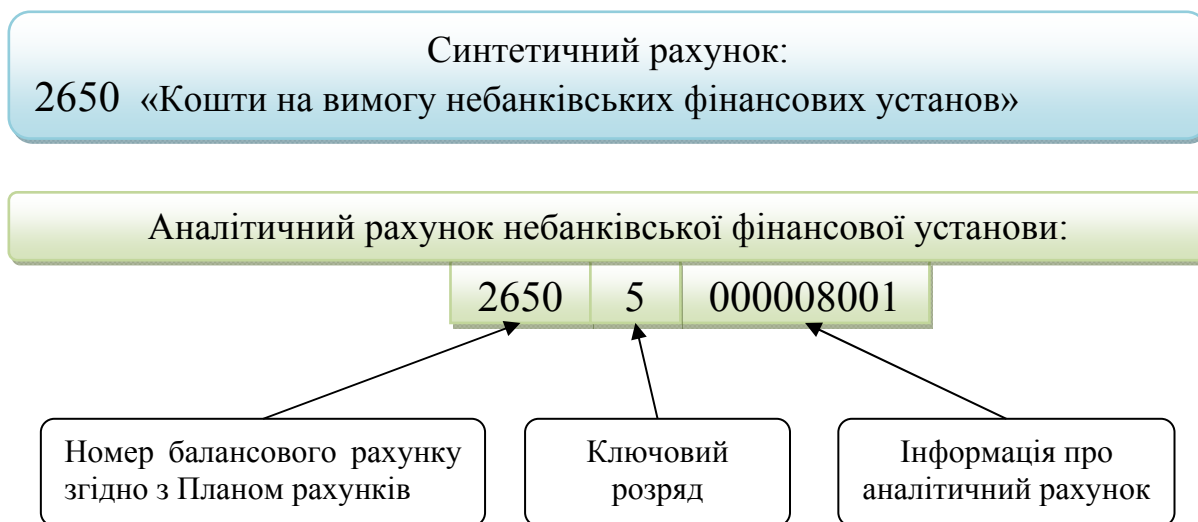 Синтетичний рахунок:
2650 «Кошти на вимогу небанківських фінансових установ»
Аналітичний рахунок небанківської фінансової установи:
2650 5 000008001
Номер балансового рахунку
згідно з Планом рахунків
Ключовий
розряд
Інформація про
аналітичний рахунок